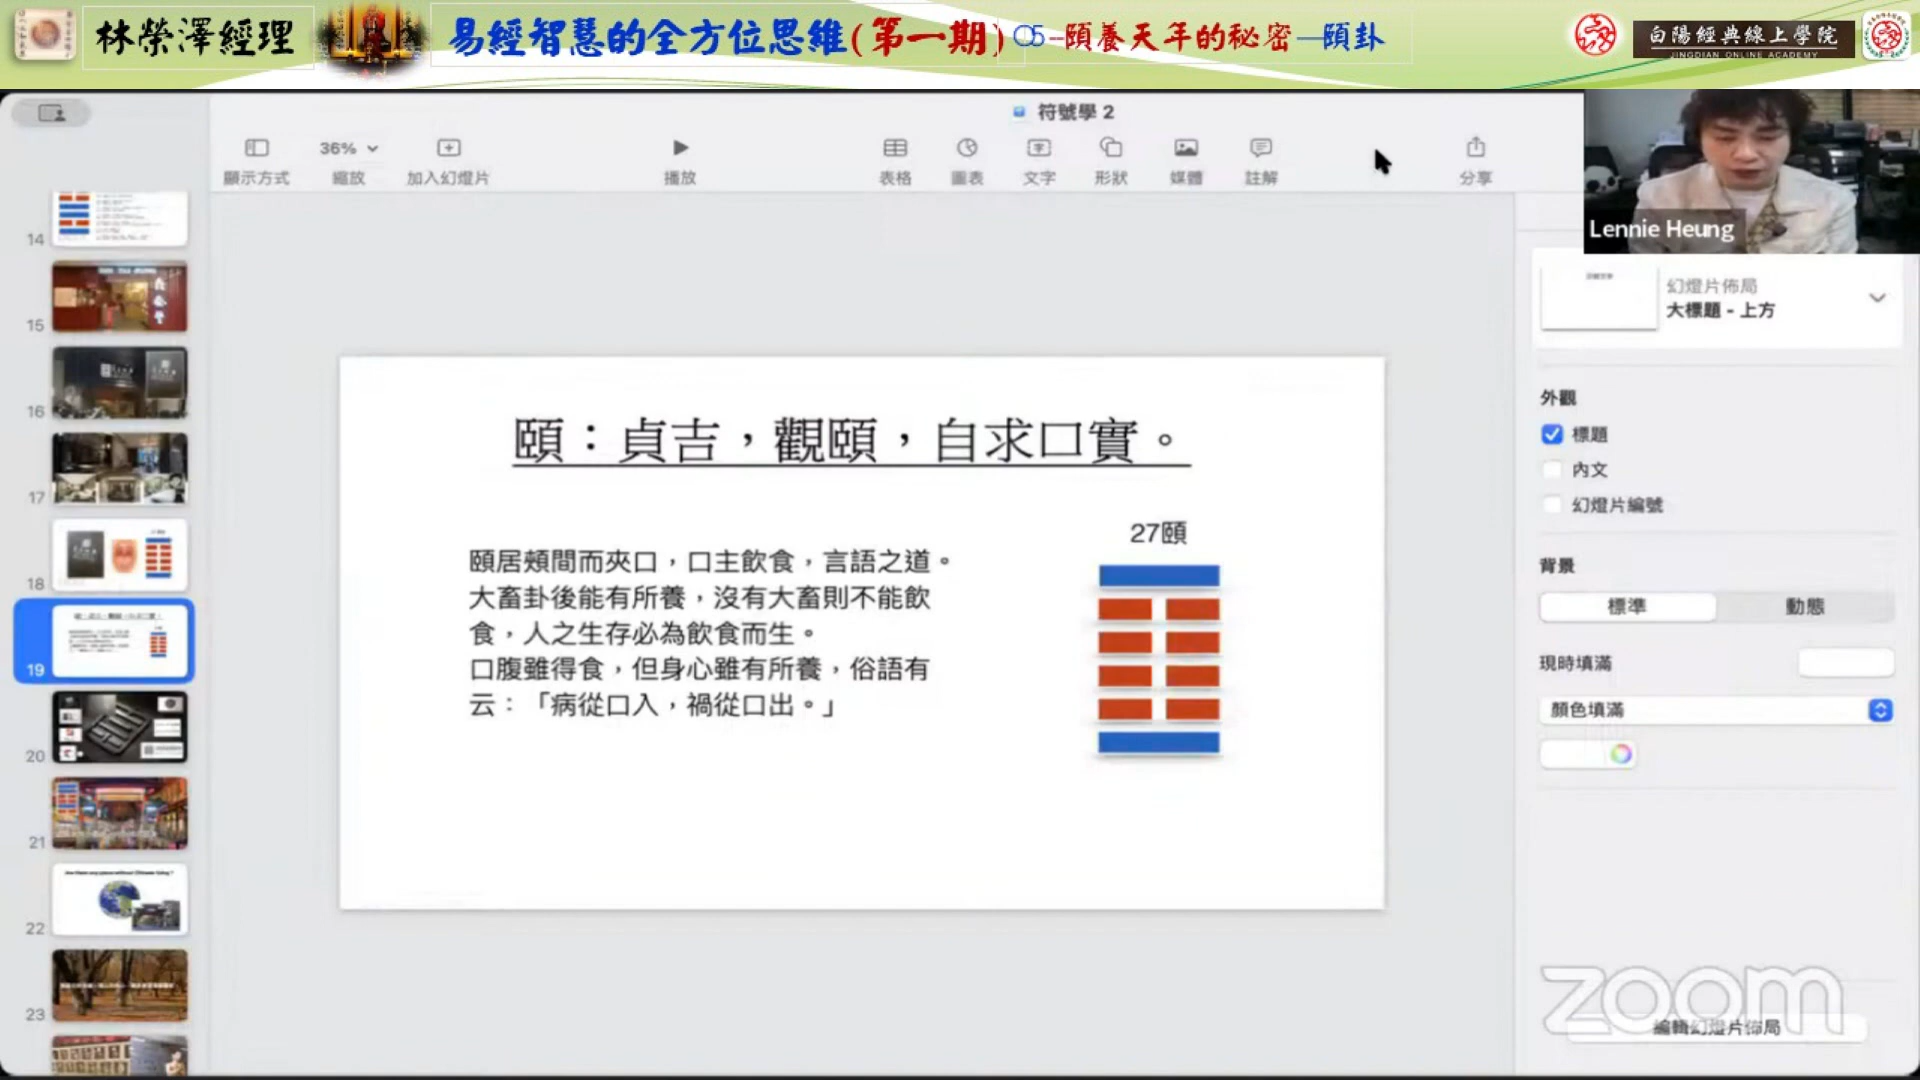 林榮澤經理
易經智慧的全方位思維(第一期)05--頤養天年的秘密—頤卦
白陽經典線上學院
JINGDIAN ONLINE ACADEMY
符號學 2
36%
顯示方式
縮放
加入幻燈片
播放
表格
圖表
文字
形狀
媒體
註解
分享
Lennie Heung
14
15
16
17
18
19
20
21
22
23
頤：貞吉，觀頤，自求口實。
27頤
頤居頰間而夾口，口主飲食，言語之道。
大畜卦後能有所養，沒有大畜則不能飲
食，人之生存必為飲食而生。
口腹雖得食，但身心雖有所養，俗語有
云：「病從口入，禍從口出。」
幻燈片佈局
大標題 - 上方
外觀
標題
內文
幻燈片編號
背景
標準
動態
現時填滿
顏色填滿
zoom
編輯幻燈片佈局